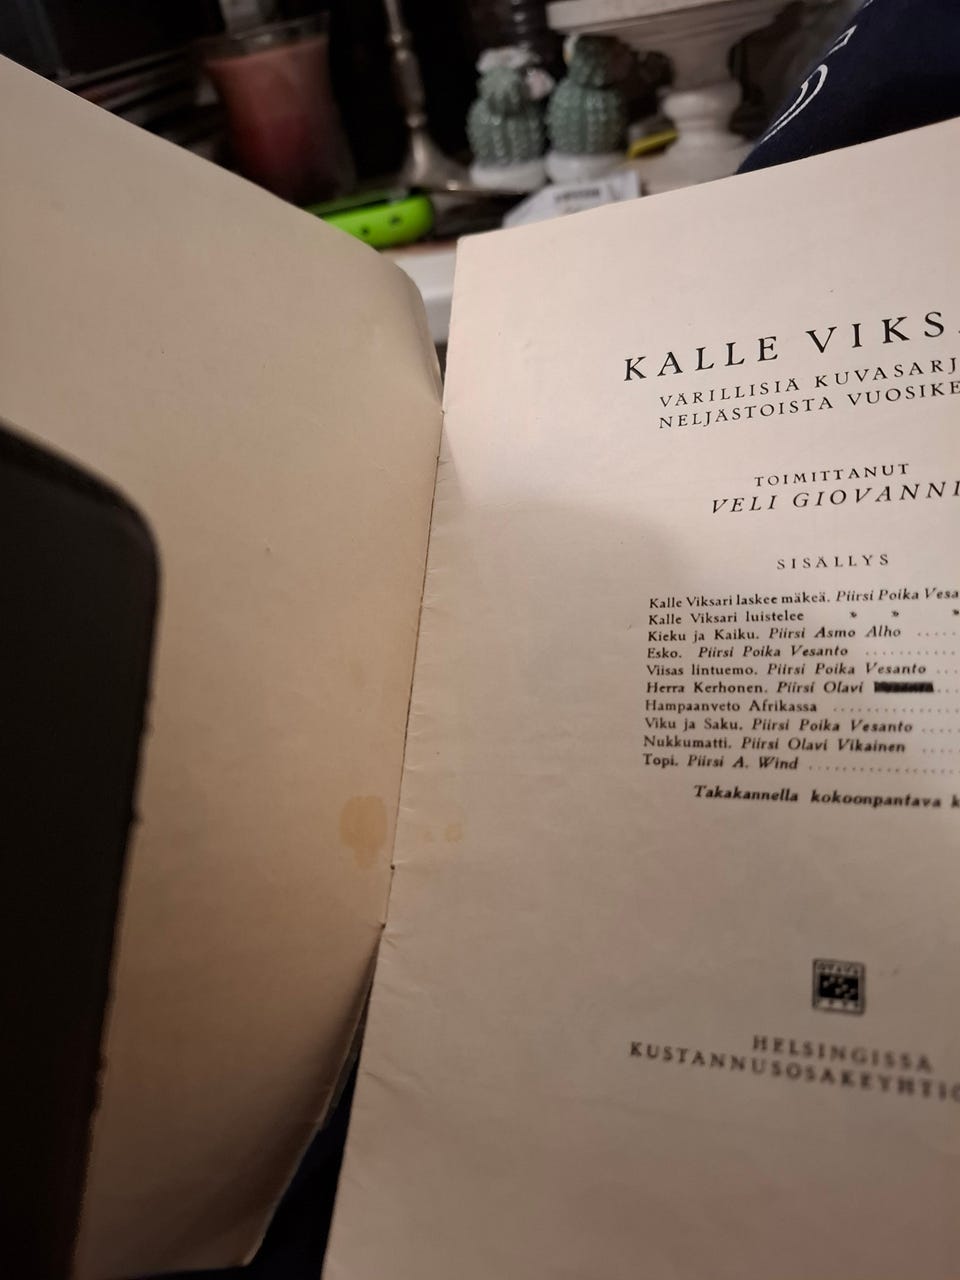 KALLE VIKS
VÄRILLISIÄ KUVASARJ
NELJÄSTOISTA VUOSIKE
TOIMITTANUT
VELI GIOVANNI
SISÄLLYS
Kalle Viksari laskee mäkeä. Piirsi Poika Vesa
Kalle Viksari luistelee » » »
Kieku ja Kaiku. Piirsi Asmo Alho .....
Esko. Piirsi Poika Vesanto ..........
Viisas lintuemo. Piirsi Poika Vesanto ...
Herra Kerhonen. Piirsi Olavi ...
Hampaanveto Afrikassa ..............
Viku ja Saku. Piirsi Poika Vesanto ....
Nukkumatti. Piirsi Olavi Vikainen ....
Topi. Piirsi A. Wind ................
Takakannella kokoonpantava k
OTAVA
HELSINGISSÄ
KUSTANNUSOSAKEYHTIÖ